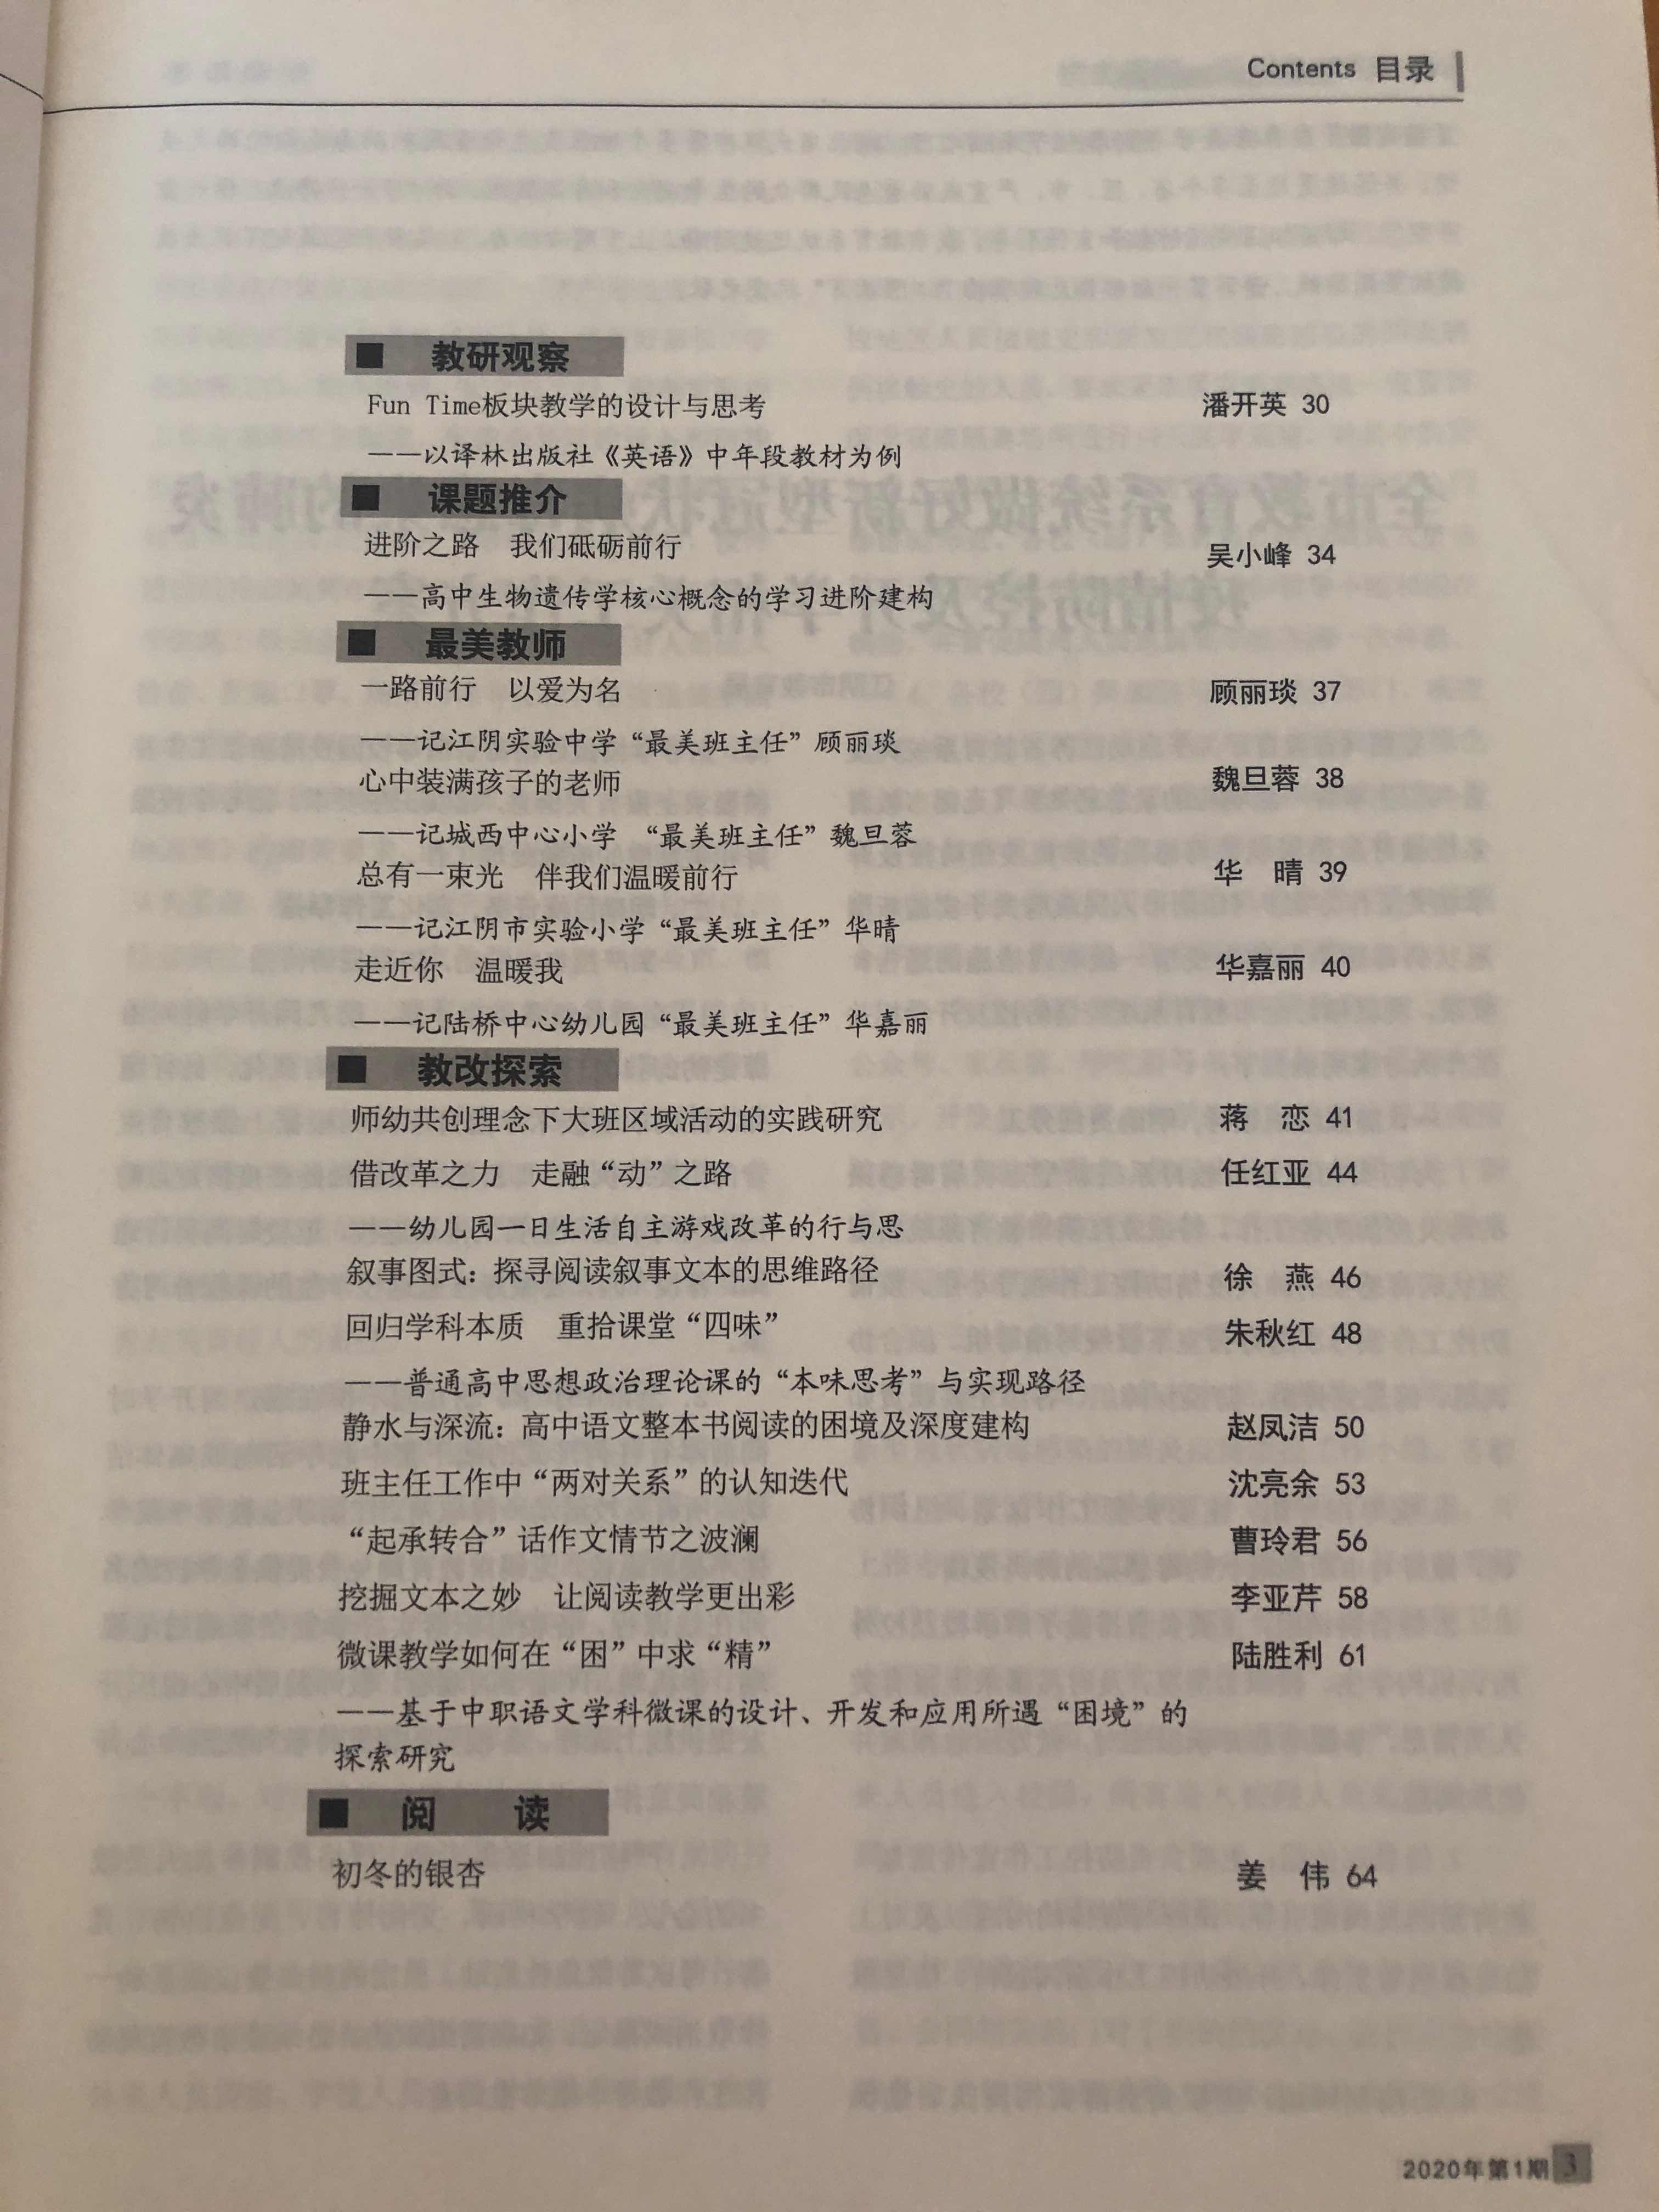 Contents 目录
■ 教研观察
Fun Time板块教学的设计与思考 潘开英 30
——以译林出版社《英语》中年段教材为例
■ 课题推介
进阶之路 我们砥砺前行 吴小峰 34
——高中生物遗传学核心概念的学习进阶建构
■ 最美教师
一路前行 以爱为名 顾丽琰 37
——记江阴实验中学“最美班主任”顾丽琰
心中装满孩子的老师 魏旦蓉 38
——记城西中心小学 “最美班主任”魏旦蓉
总有一束光 伴我们温暖前行 华 晴 39
——记江阴市实验小学“最美班主任”华晴
走近你 温暖我 华嘉丽 40
——记陆桥中心幼儿园“最美班主任”华嘉丽
■ 教改探索
师幼共创理念下大班区域活动的实践研究 蒋 恋 41
借改革之力 走融“动”之路 任红亚 44
——幼儿园一日生活自主游戏改革的行与思
叙事图式：探寻阅读叙事文本的思维路径 徐 燕 46
回归学科本质 重拾课堂“四味” 朱秋红 48
——普通高中思想政治理论课的“本味思考”与实现路径
静水与深流：高中语文整本书阅读的困境及深度建构 赵凤洁 50
班主任工作中“两对关系”的认知迭代 沈亮余 53
“起承转合”话作文情节之波澜 曹玲君 56
挖掘文本之妙 让阅读教学更出彩 李亚芹 58
微课教学如何在“困”中求“精” 陆胜利 61
——基于中职语文学科微课的设计、开发和应用所遇“困境”的
探索研究
■ 阅 读
初冬的银杏 姜 伟 64
2020年第1期 3